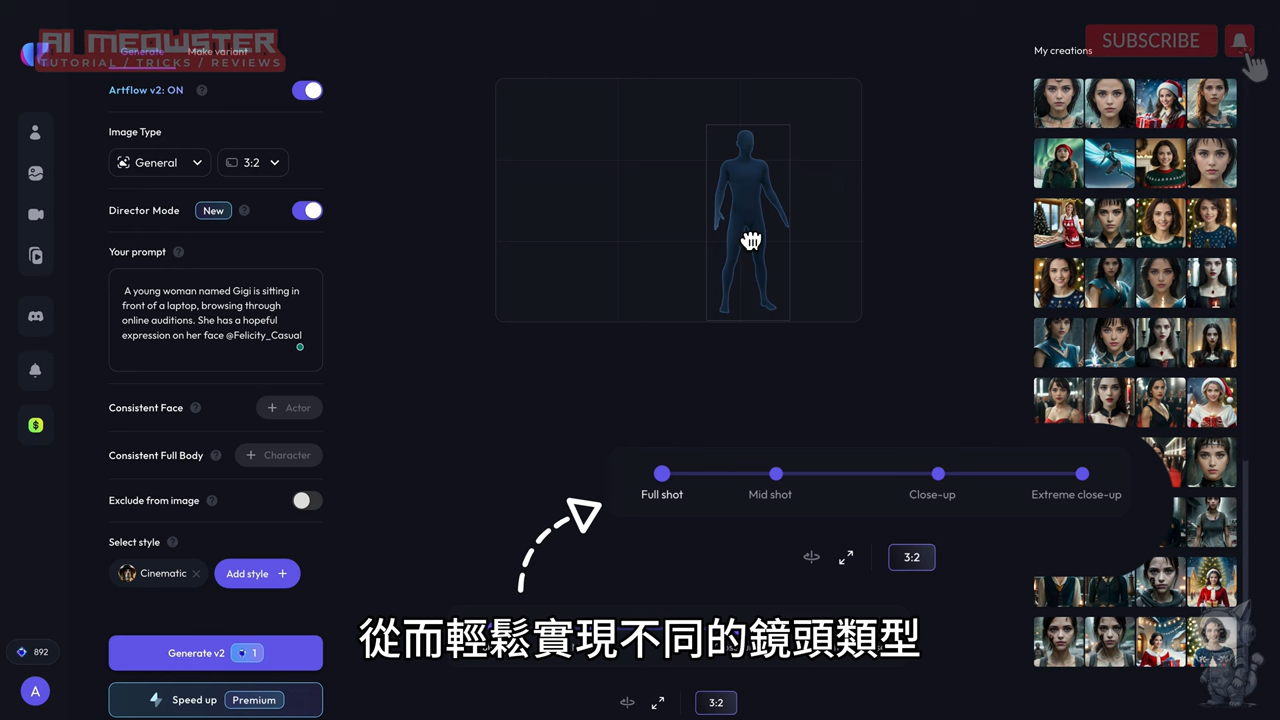 AI MEOWSTER
TUTORIAL / TRICKS / REVIEWS
Generate
Make variant
SUBSCRIBE
My creations
Artflow v2: ON
Image Type
General
3:2
Director Mode
New
Your prompt
A young woman named Gigi is sitting in
front of a laptop, browsing through
online auditions. She has a hopeful
expression on her face @Felicity_Casual
Consistent Face
+ Actor
Consistent Full Body
+ Character
Exclude from image
Select style
Cinematic
Add style +
Full shot
Mid shot
Close-up
Extreme close-up
3:2
從而輕鬆實現不同的鏡頭類型
892
Generate v2
1
A
Speed up
Premium
3:2